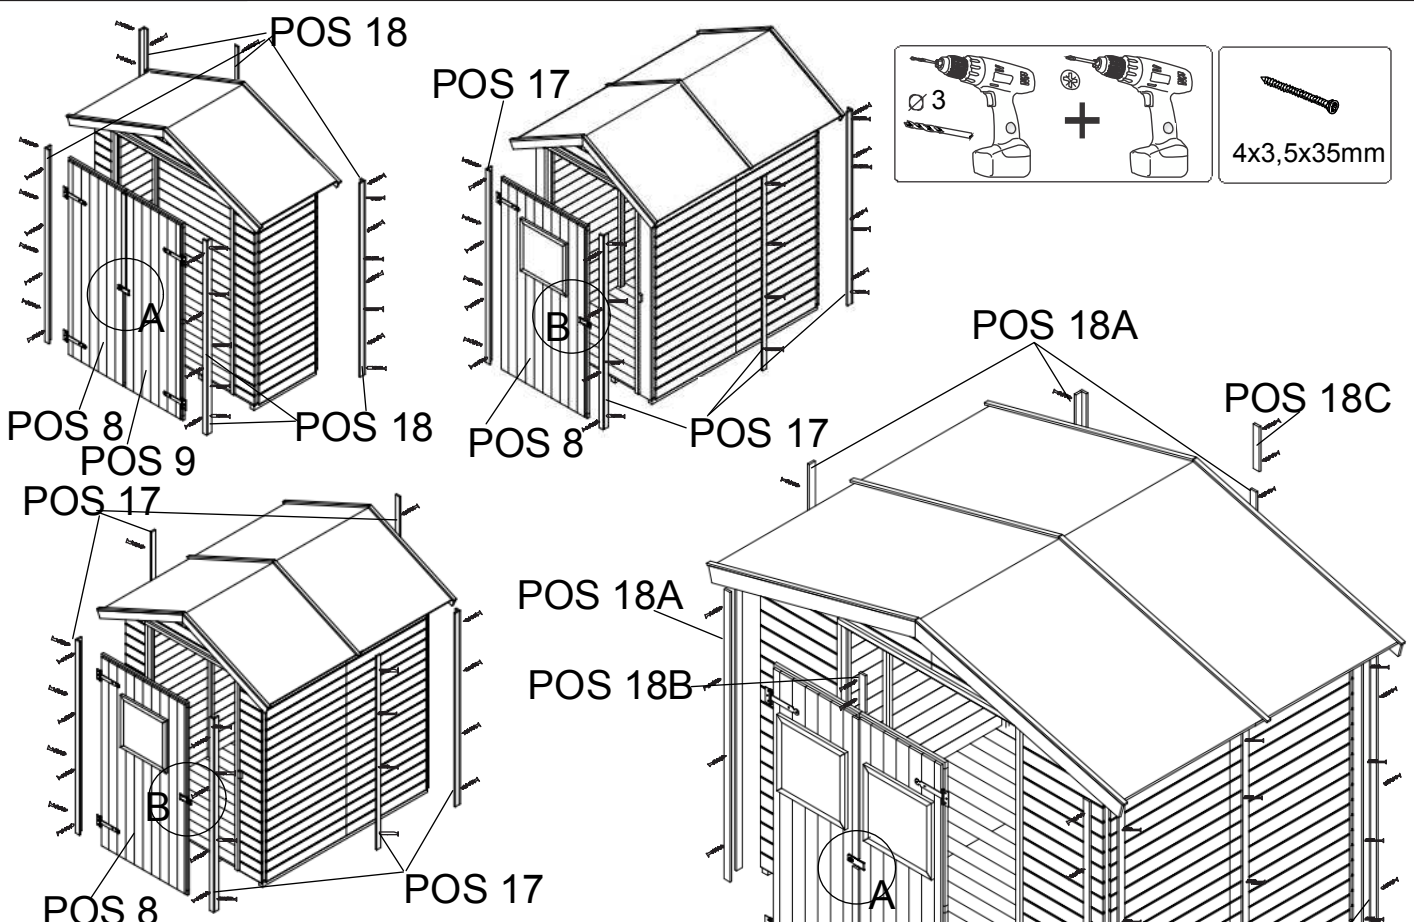 POS 18
POS 17
⌀ 3
4x3,5x35mm
A
B
POS 18A
POS 18C
POS 8
POS 9
POS 18
POS 8
POS 17
POS 17
POS 18A
POS 18B
B
A
POS 17
POS 8